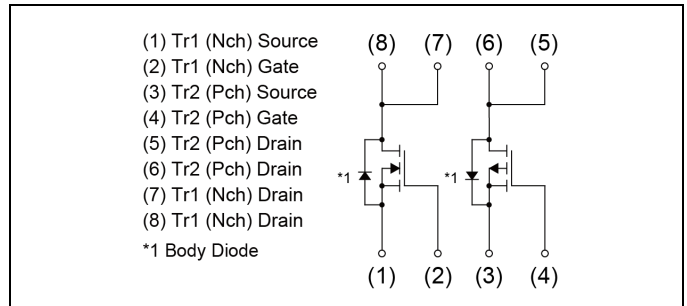 (1) Tr1 (Nch) Source
(2) Tr1 (Nch) Gate
(3) Tr2 (Pch) Source
(4) Tr2 (Pch) Gate
(5) Tr2 (Pch) Drain
(6) Tr2 (Pch) Drain
(7) Tr1 (Nch) Drain
(8) Tr1 (Nch) Drain
*1 Body Diode
(8) (7) (6) (5)
*1 *1
(1) (2) (3) (4)